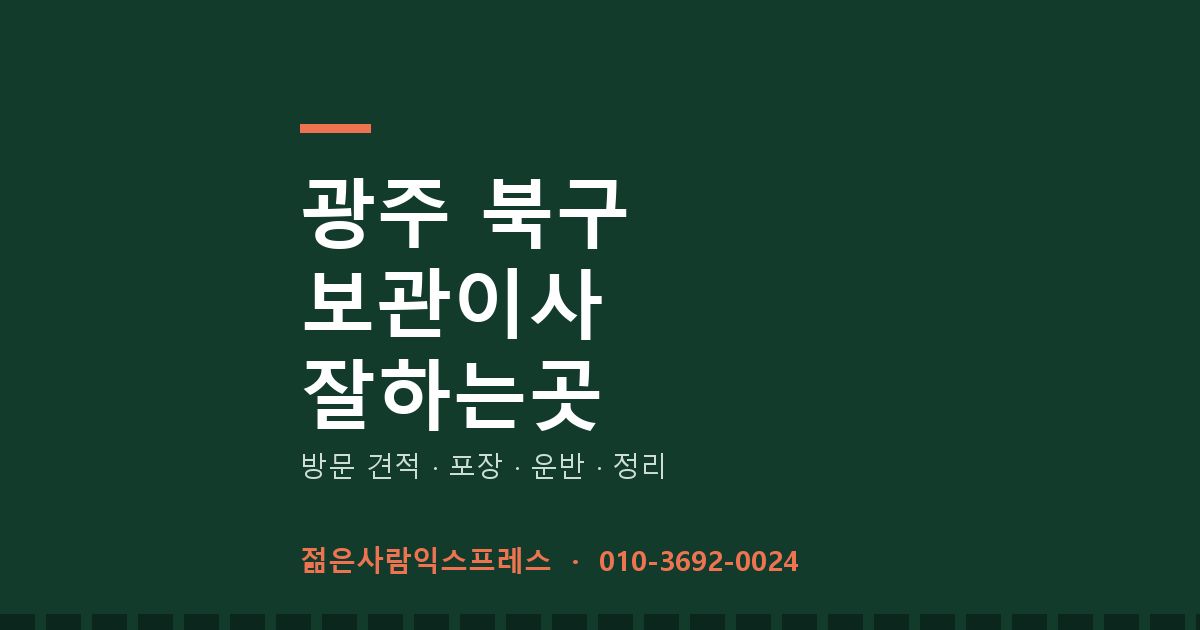 광주 북구
보관이사
잘하는곳
방문 견적 · 포장 · 운반 · 정리
젊은사람익스프레스 · 010-3692-0024